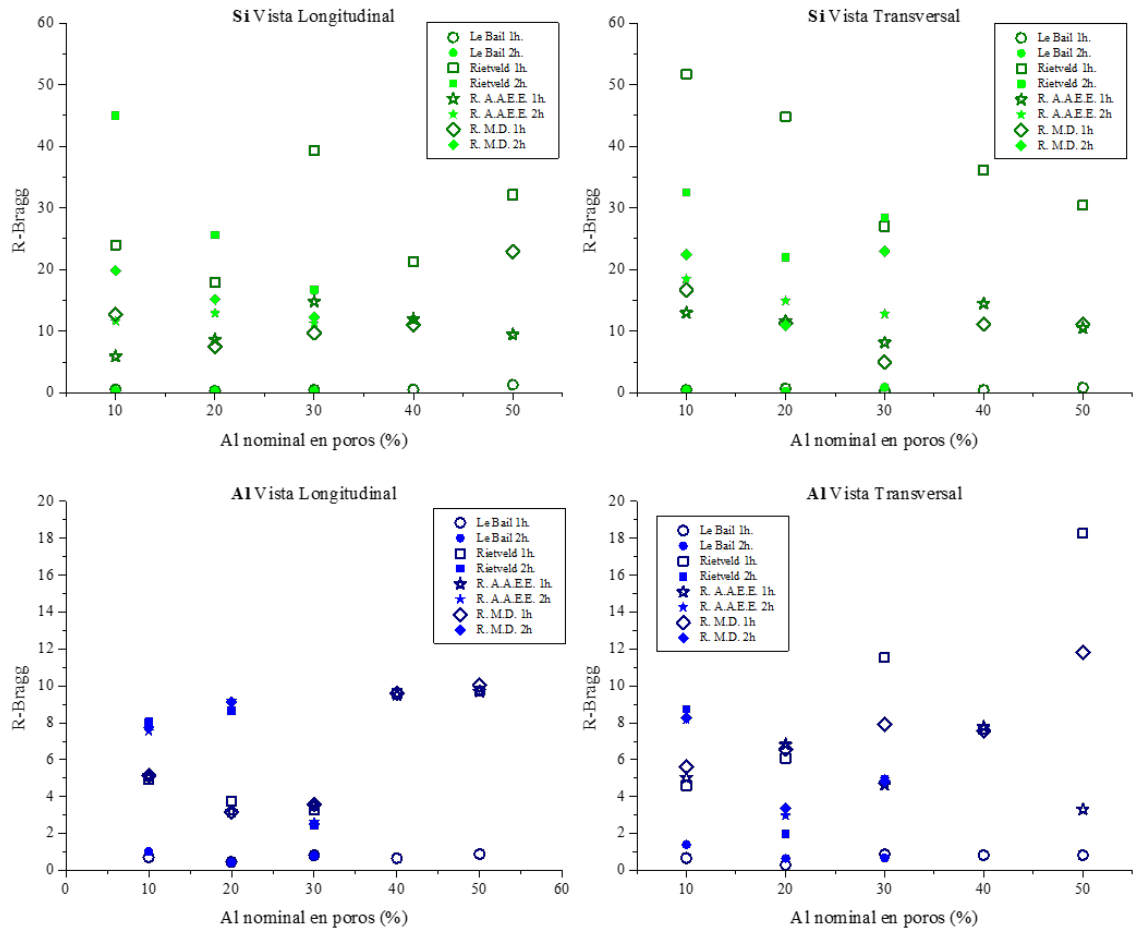 Si Vista Longitudinal
60
50
40
30
20
10
0
R-Bragg
Le Bail 1h.
Le Bail 2h.
Rietveld 1h.
Rietveld 2h.
R. A.A.E.E. 1h.
R. A.A.E.E. 2h
R. M.D. 1h
R. M.D. 2h
10 20 30 40 50
Al nominal en poros (%)
Si Vista Transversal
60
50
40
30
20
10
0
R-Bragg
Le Bail 1h.
Le Bail 2h.
Rietveld 1h.
Rietveld 2h.
R. A.A.E.E. 1h.
R. A.A.E.E. 2h
R. M.D. 1h
R. M.D. 2h
10 20 30 40 50
Al nominal en poros (%)
Al Vista Longitudinal
20
18
16
14
12
10
8
6
4
2
0
R-Bragg
Le Bail 1h.
Le Bail 2h.
Rietveld 1h.
Rietveld 2h.
R. A.A.E.E. 1h.
R. A.A.E.E. 2h
R. M.D. 1h
R. M.D. 2h
0 10 20 30 40 50 60
Al nominal en poros (%)
Al Vista Transversal
20
18
16
14
12
10
8
6
4
2
0
R-Bragg
Le Bail 1h.
Le Bail 2h.
Rietveld 1h.
Rietveld 2h.
R. A.A.E.E. 1h.
R. A.A.E.E. 2h
R. M.D. 1h
R. M.D. 2h
10 20 30 40 50
Al nominal en poros (%)